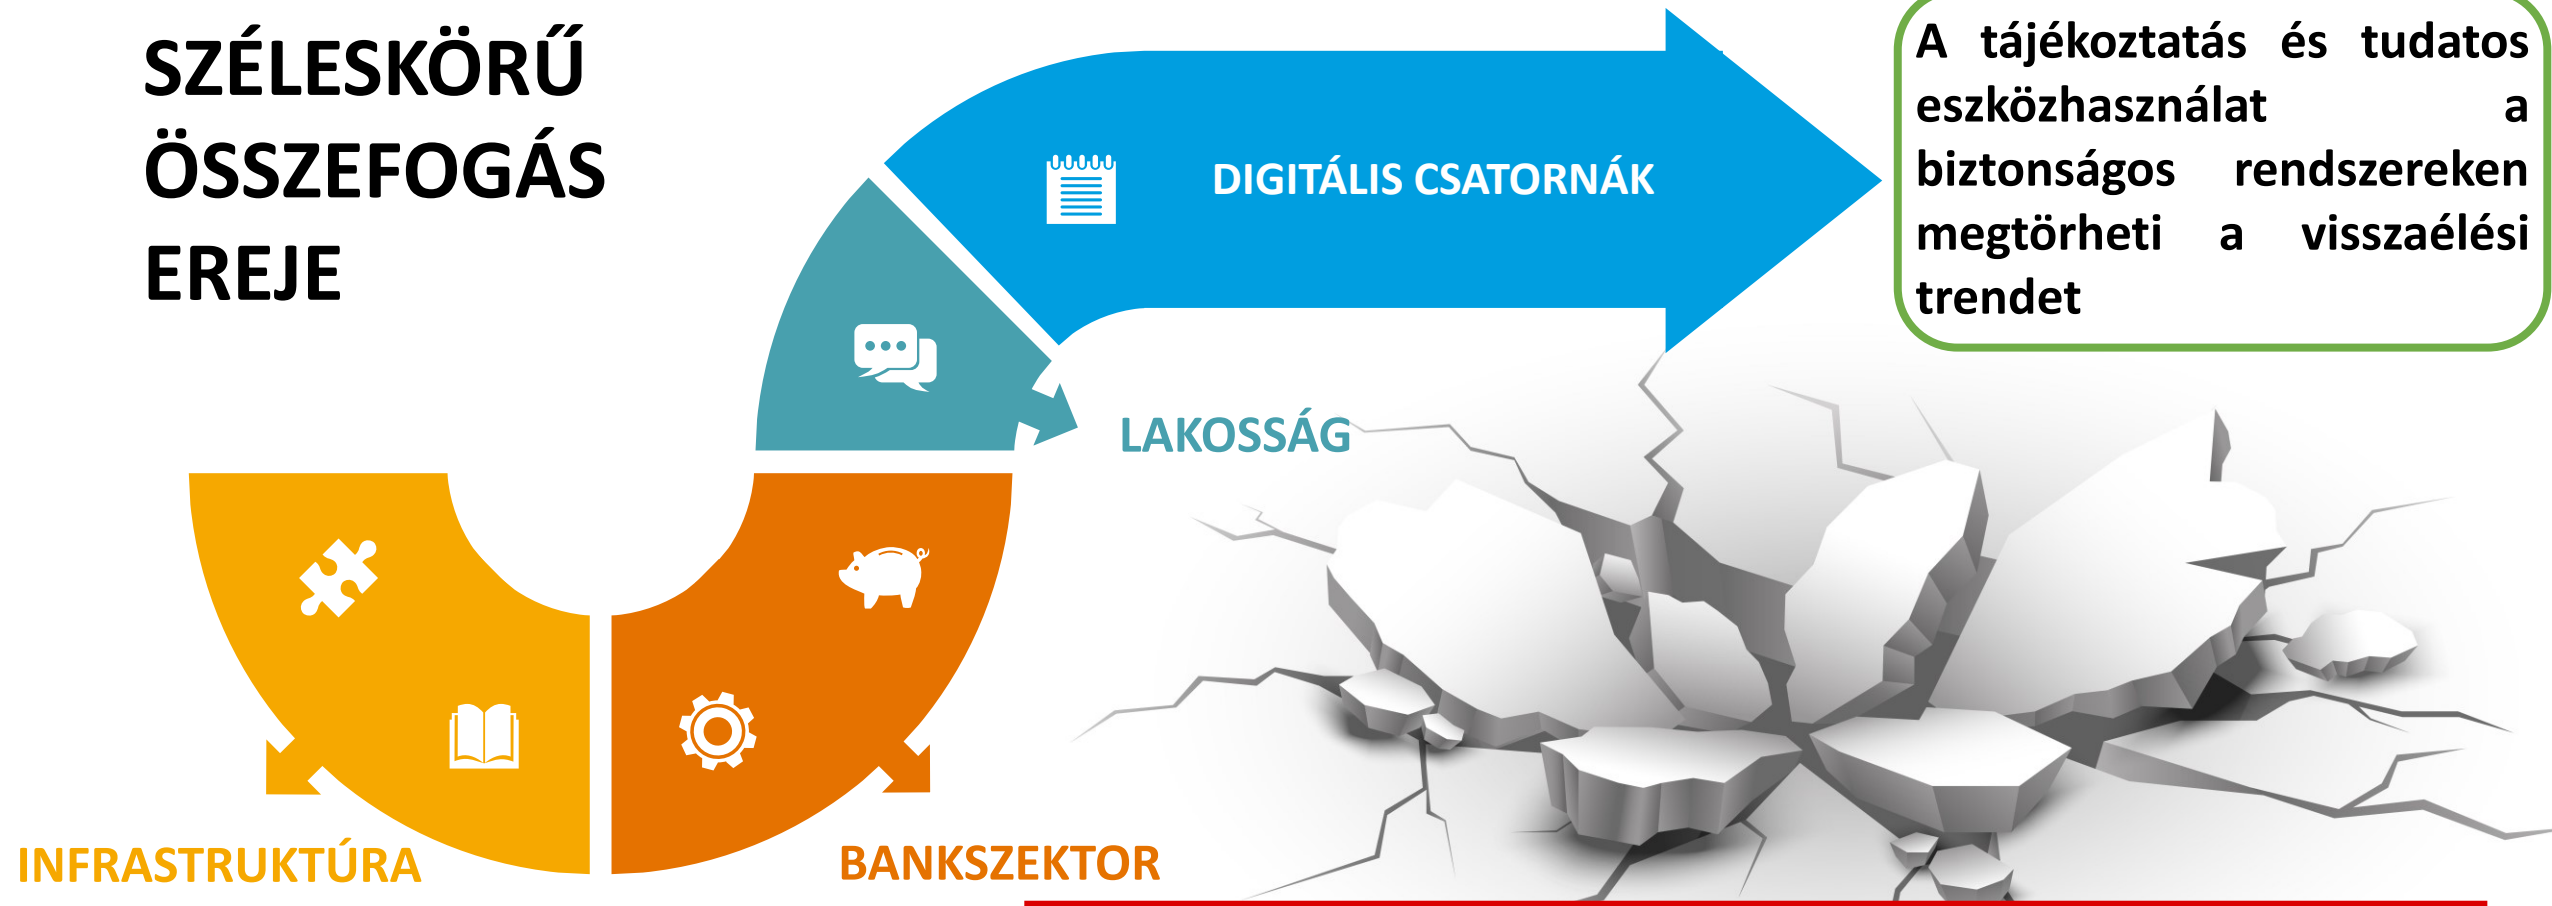 SZÉLESKÖRŰ
ÖSSZEFOGÁS
EREJE
DIGITÁLIS CSATORNÁK
A tájékoztatás és tudatos
eszközhasználat a
biztonságos rendszereken
megtörheti a visszaélési
trendet
LAKOSSÁG
INFRASTRUKTÚRA
BANKSZEKTOR